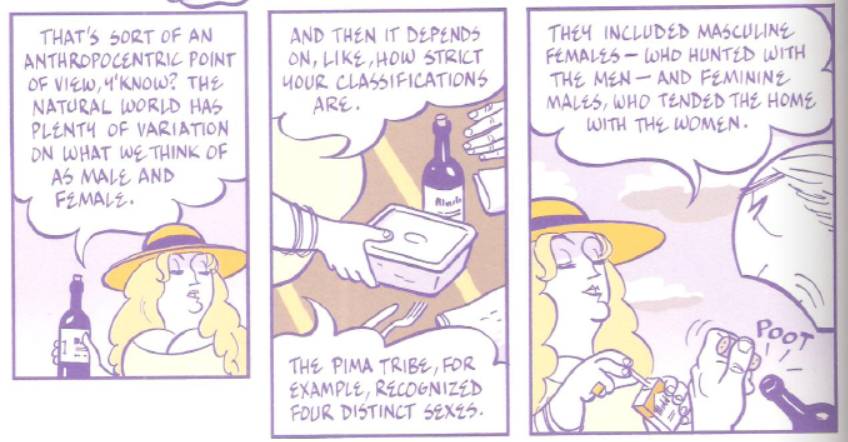 THAT'S SORT OF AN
ANTHROPOCENTRIC POINT
OF VIEW, Y'KNOW? THE
NATURAL WORLD HAS
PLENTY OF VARIATION
ON WHAT WE THINK OF
AS MALE AND
FEMALE.
AND THEN IT DEPENDS
ON, LIKE, HOW STRICT
YOUR CLASSIFICATIONS
ARE.
THE PIMA TRIBE, FOR
EXAMPLE, RECOGNIZED
FOUR DISTINCT SEXES.
THEY INCLUDED MASCULINE
FEMALES — WHO HUNTED WITH
THE MEN — AND FEMININE
MALES, WHO TENDED THE HOME
WITH THE WOMEN.
POOT